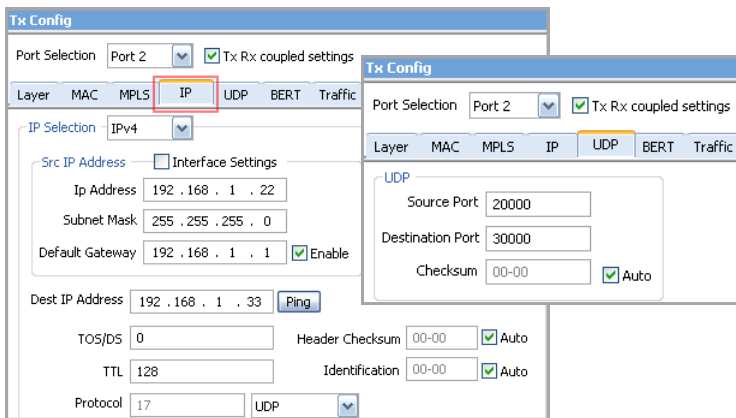 Tx Config
Port Selection Port 2 Tx Rx coupled settings
Layer MAC MPLS IP UDP BERT Traffic
IP Selection IPv4
Src IP Address Interface Settings
Ip Address 192 . 168 . 1 . 22
Subnet Mask 255 . 255 . 255 . 0
Default Gateway 192 . 168 . 1 . 1 Enable
Dest IP Address 192 . 168 . 1 . 33 Ping
TOS/DS 0 Header Checksum 00-00 Auto
TTL 128 Identification 00-00 Auto
Protocol 17 UDP
Tx Config
Port Selection Port 2 Tx Rx coupled settings
Layer MAC MPLS IP UDP BERT Traffic
UDP
Source Port 20000
Destination Port 30000
Checksum 00-00 Auto